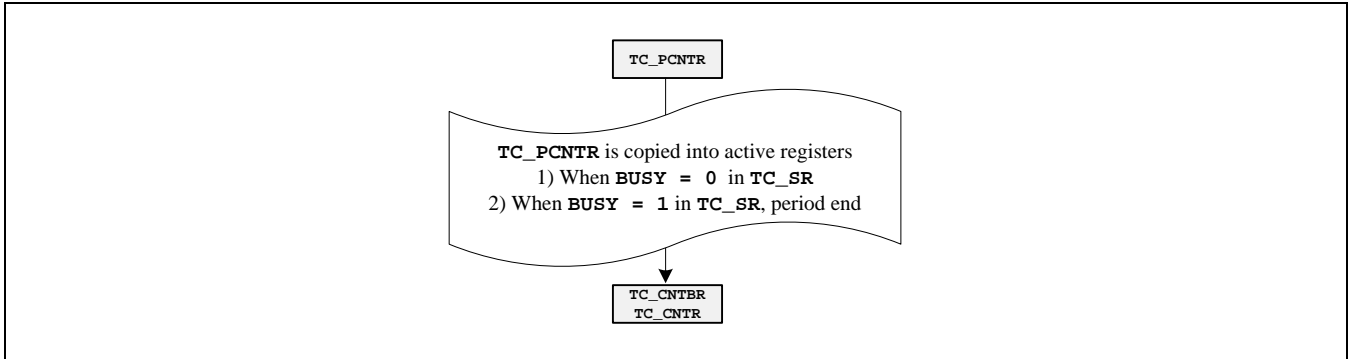 TC_PCNTR
TC_PCNTR is copied into active registers
1) When BUSY = 0 in TC_SR
2) When BUSY = 1 in TC_SR, period end
TC_CNTBR
TC_CNTR